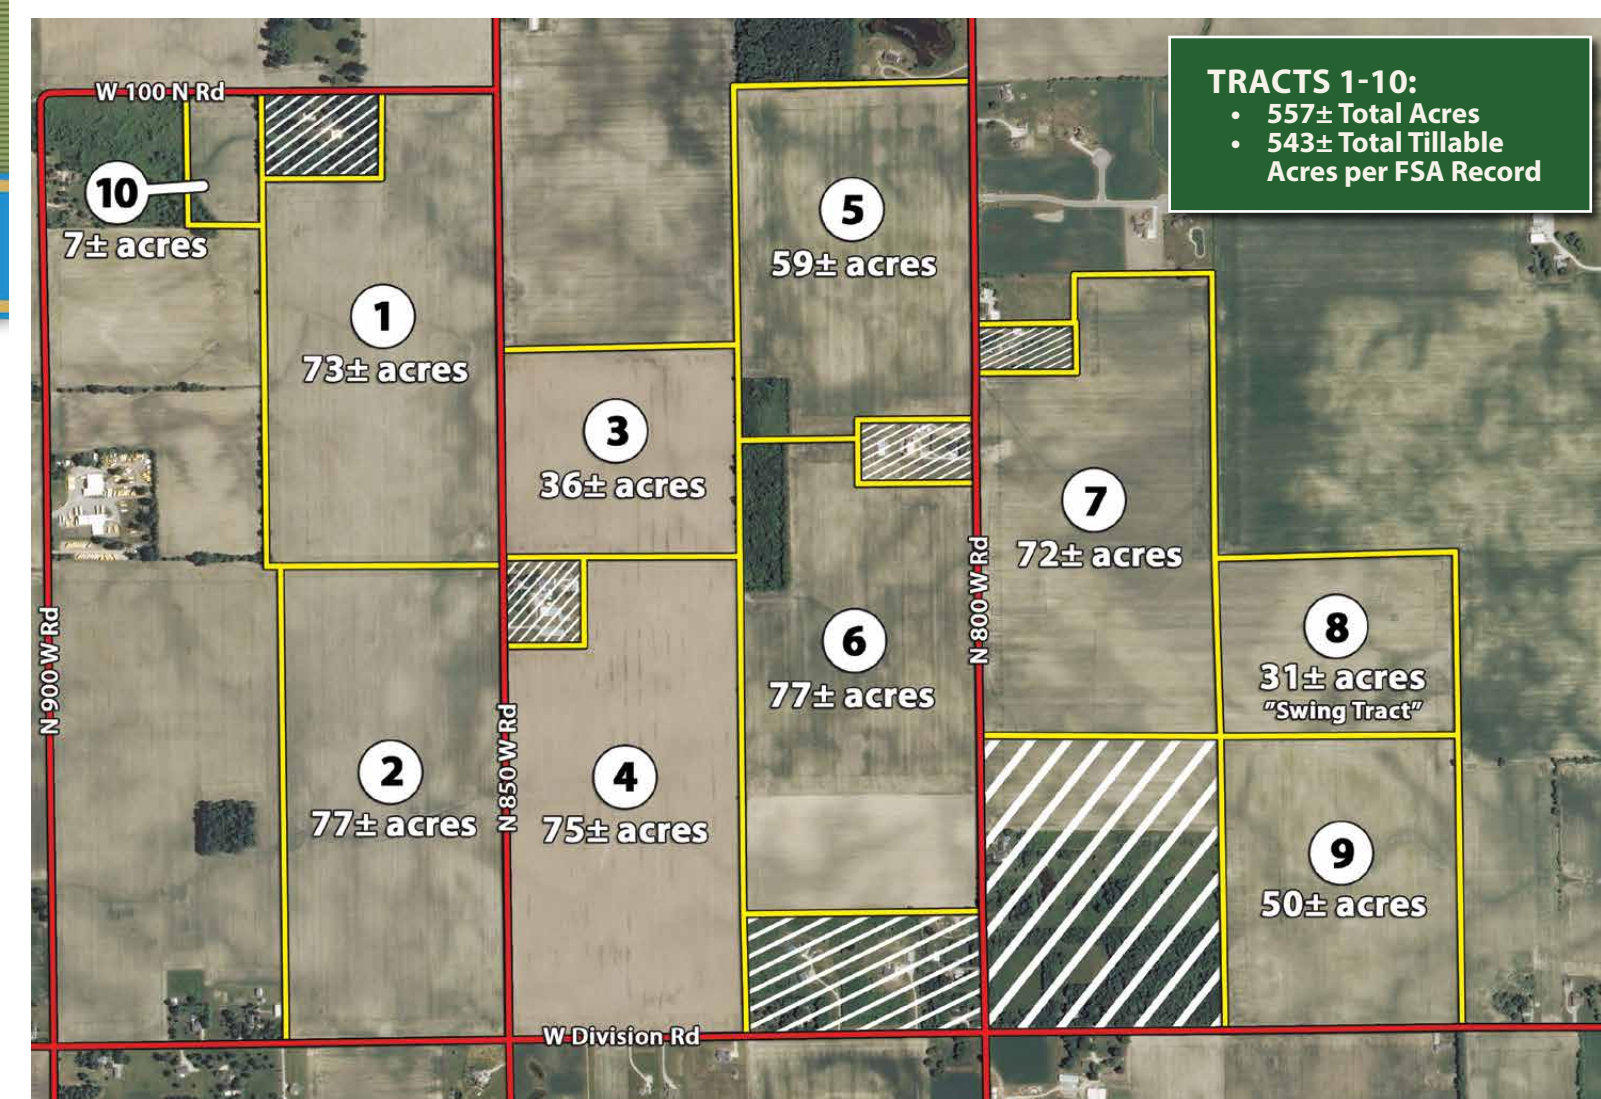 TRACTS 1-10:
• 557± Total Acres
• 543± Total Tillable
Acres per FSA Record
W 100 N Rd
10
7± acres
1
73± acres
5
59± acres
3
36± acres
7
72± acres
N 900 W Rd
N 850 W Rd
N 800 W Rd
2
77± acres
4
75± acres
6
77± acres
8
31± acres
"Swing Tract"
9
50± acres
W Division Rd